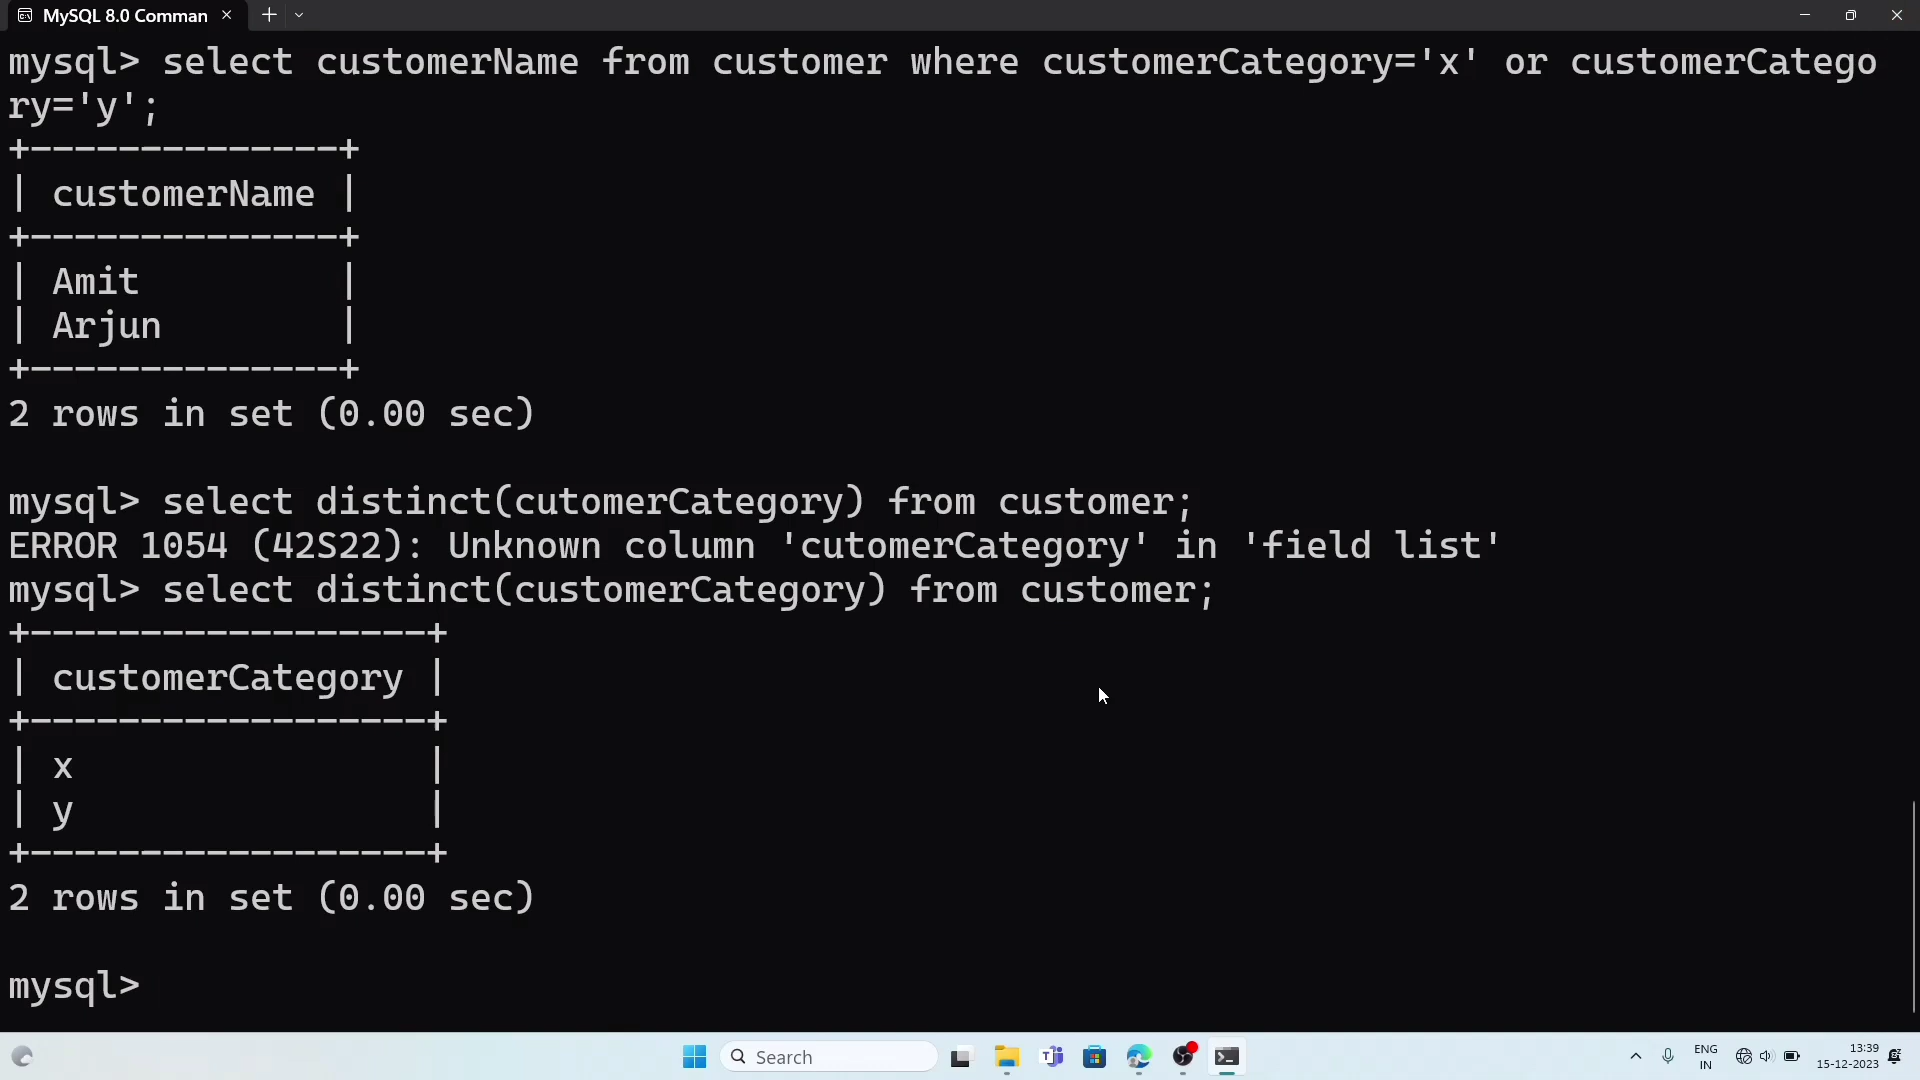 MySQL 8.0 Comman
mysql> select customerName from customer where customerCategory='x' or customerCatego
ry='y';
+--------------+
| customerName |
+--------------+
| Amit         |
| Arjun        |
+--------------+
2 rows in set (0.00 sec)
mysql> select distinct(cutomerCategory) from customer;
ERROR 1054 (42S22): Unknown column 'cutomerCategory' in 'field list'
mysql> select distinct(customerCategory) from customer;
+------------------+
| customerCategory |
+------------------+
| x                |
| y                |
+------------------+
2 rows in set (0.00 sec)
mysql>
Search
ENG
IN
13:39
15-12-2023